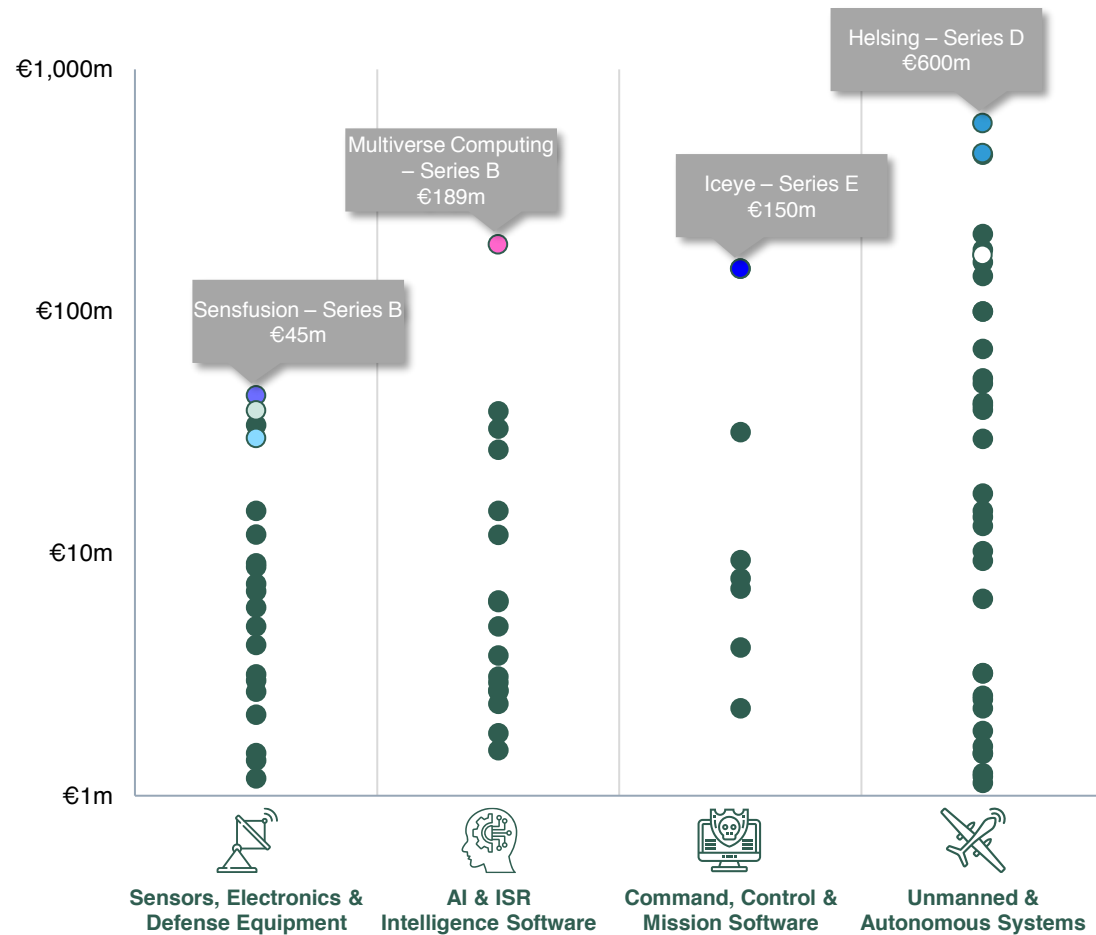 Helsing – Series D
€600m
€1,000m
Multiverse Computing
– Series B
€189m
Iceye – Series E
€150m
Sensfusion – Series B
€45m
€100m
€10m
€1m
Sensors, Electronics &
Defense Equipment
AI & ISR
Intelligence Software
Command, Control &
Mission Software
Unmanned &
Autonomous Systems